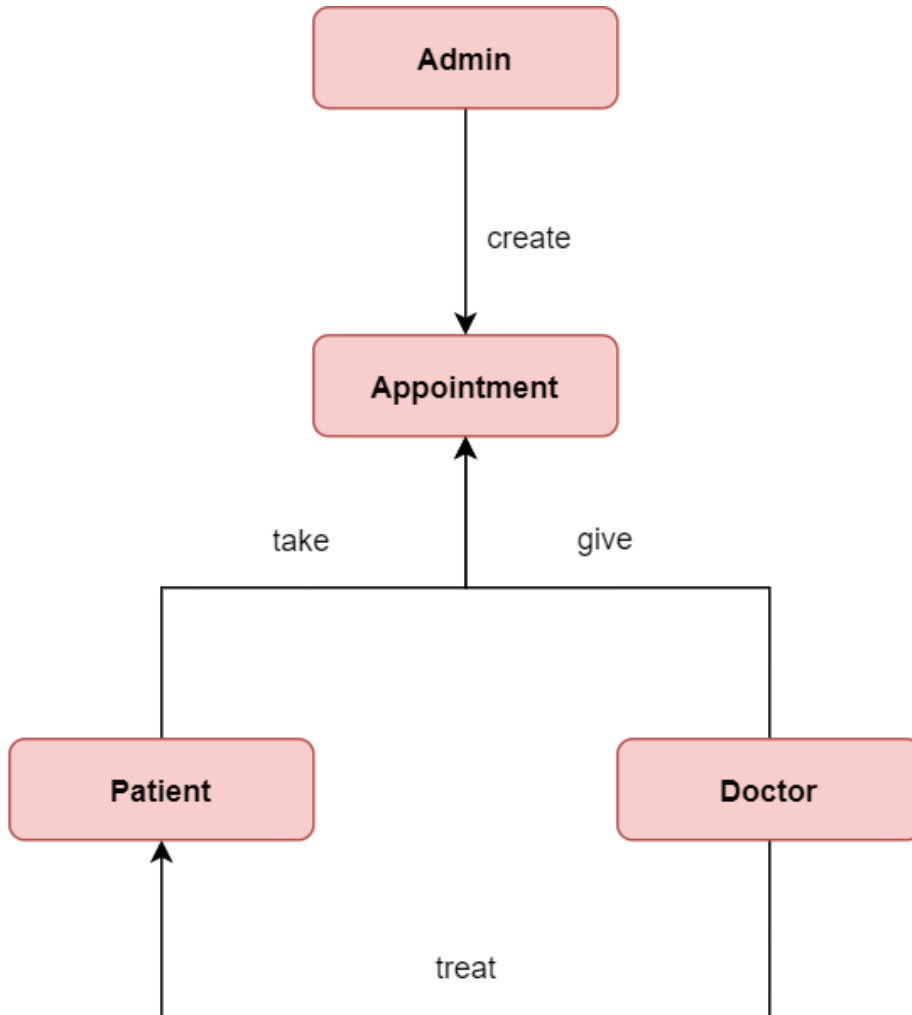 Admin
create
Appointment
take
give
Patient
Doctor
treat